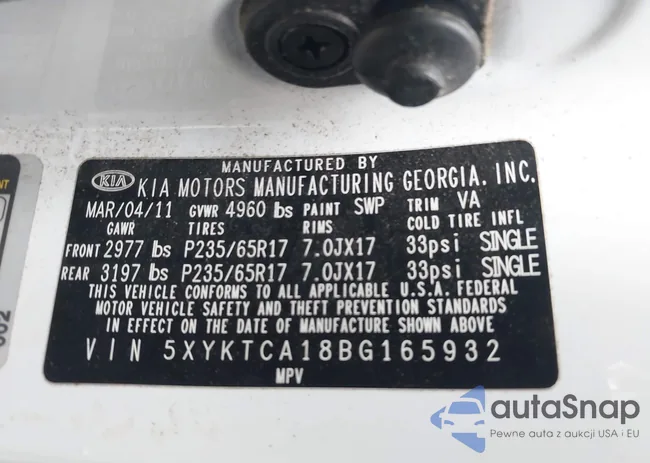 MANUFACTURED BY
KIA KIA MOTORS MANUFACTURING GEORGIA, INC.
MAR/04/11 GVWR 4960 lbs PAINT SWP TRIM VA
GAWR TIRES RIMS COLD TIRE INFL
FRONT 2977 lbs P235/65R17 7.0JX17 33psi SINGLE
REAR 3197 lbs P235/65R17 7.0JX17 33psi SINGLE
THIS VEHICLE CONFORMS TO ALL APPLICABLE U.S.A. FEDERAL
MOTOR VEHICLE SAFETY AND THEFT PREVENTION STANDARDS
IN EFFECT ON THE DATE OF MANUFACTURE SHOWN ABOVE
VIN 5XYKTCA18BG165932
MPV
autaSnap
Pewne auta z aukcji USA i EU